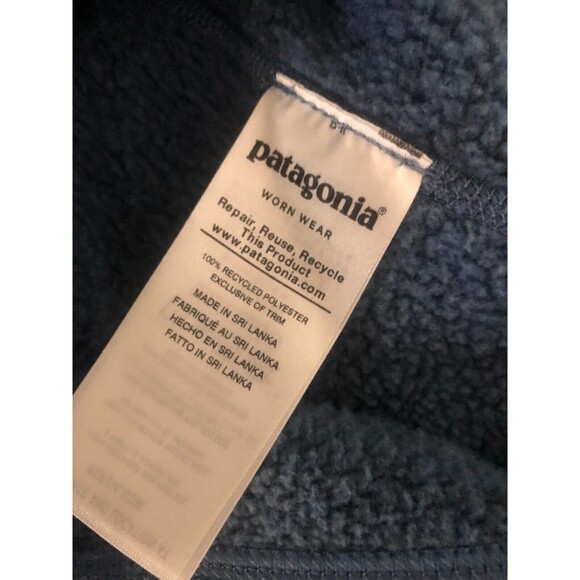 patagonia®
WORN WEAR
Repair, Reuse, Recycle
This Product
www.patagonia.com
100% RECYCLED POLYESTER
EXCLUSIVE OF TRIM
MADE IN SRI LANKA
FABRIQUÉ AU SRI LANKA
HECHO EN SRI LANKA
FATTO IN SRI LANKA